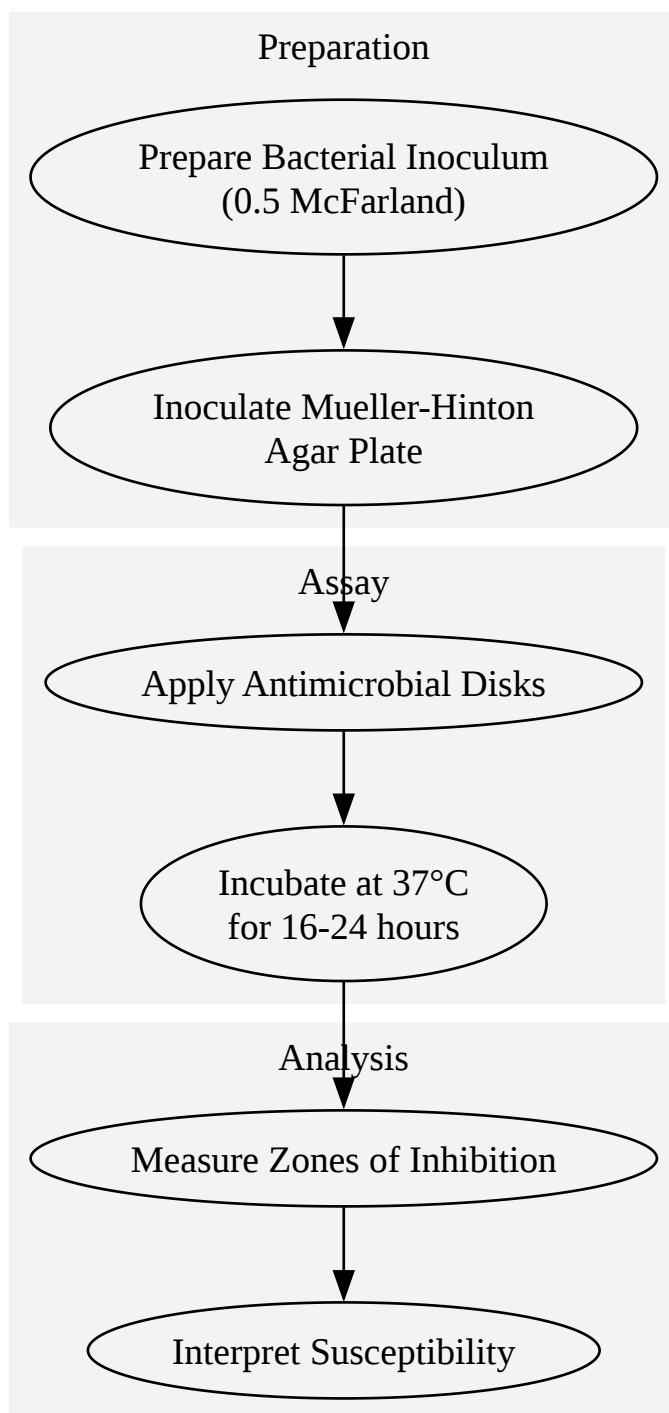 Preparation
Prepare Bacterial Inoculum
(0.5 McFarland)
Inoculate Mueller-Hinton
Agar Plate
Assay
Apply Antimicrobial Disks
Incubate at 37°C
for 16-24 hours
Analysis
Measure Zones of Inhibition
Interpret Susceptibility